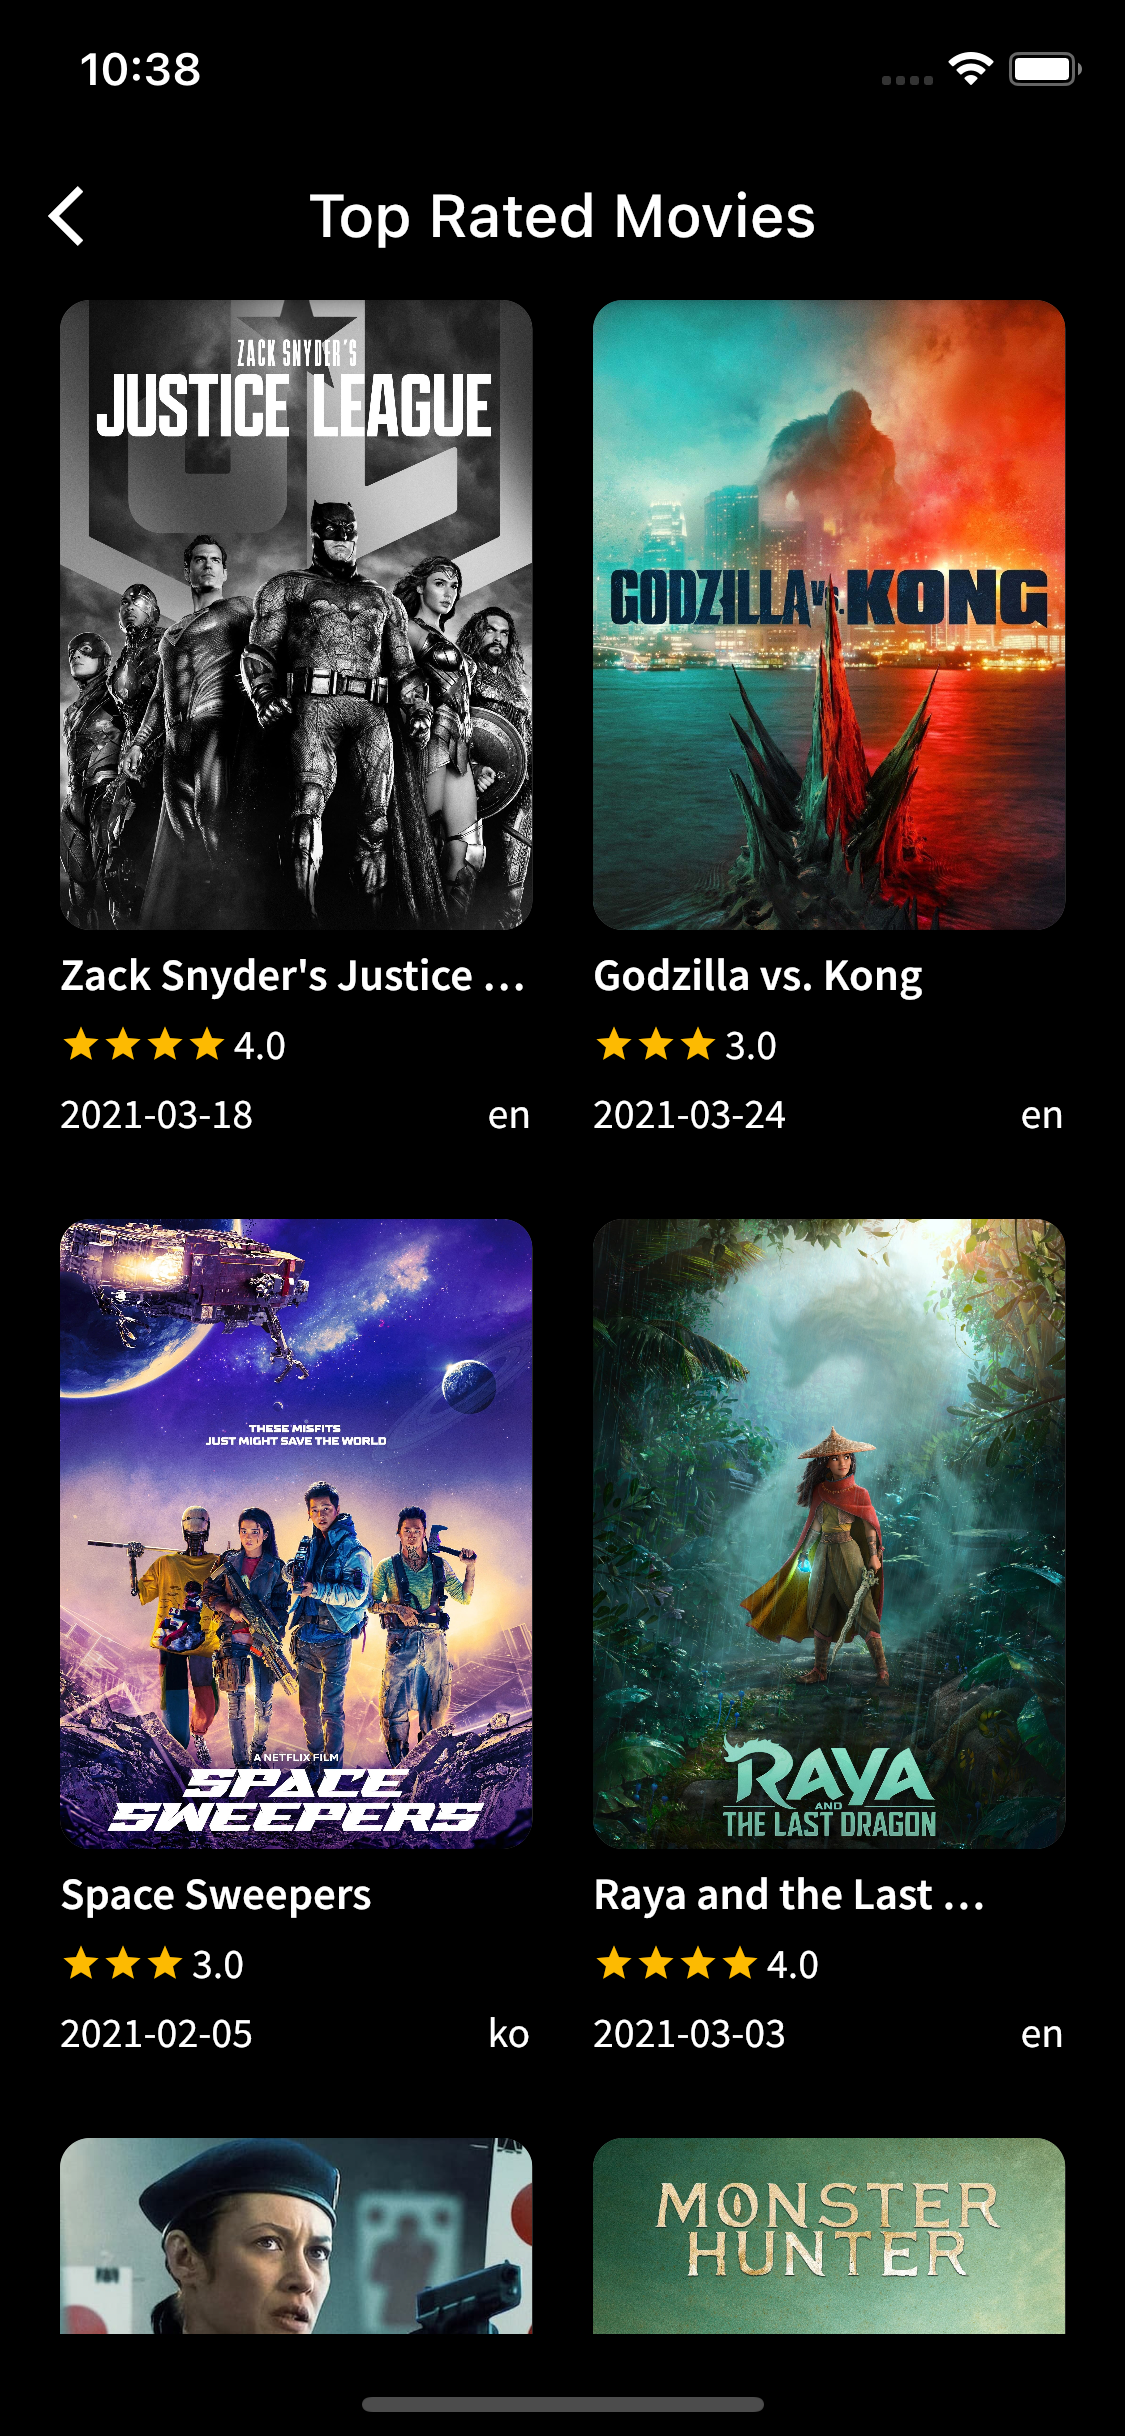 10:38
Top Rated Movies
ZACK SNYDER'S
JUSTICE LEAGUE
GODZILLA vs. KONG
Zack Snyder's Justice ...
4.0
2021-03-18 en
Godzilla vs. Kong
3.0
2021-03-24 en
THESE MISFITS
JUST MIGHT SAVE THE WORLD
A NETFLIX FILM
SPACE
SWEEPERS
RAYA
AND
THE LAST DRAGON
Space Sweepers
3.0
2021-02-05 ko
Raya and the Last ...
4.0
2021-03-03 en
MONSTER
HUNTER